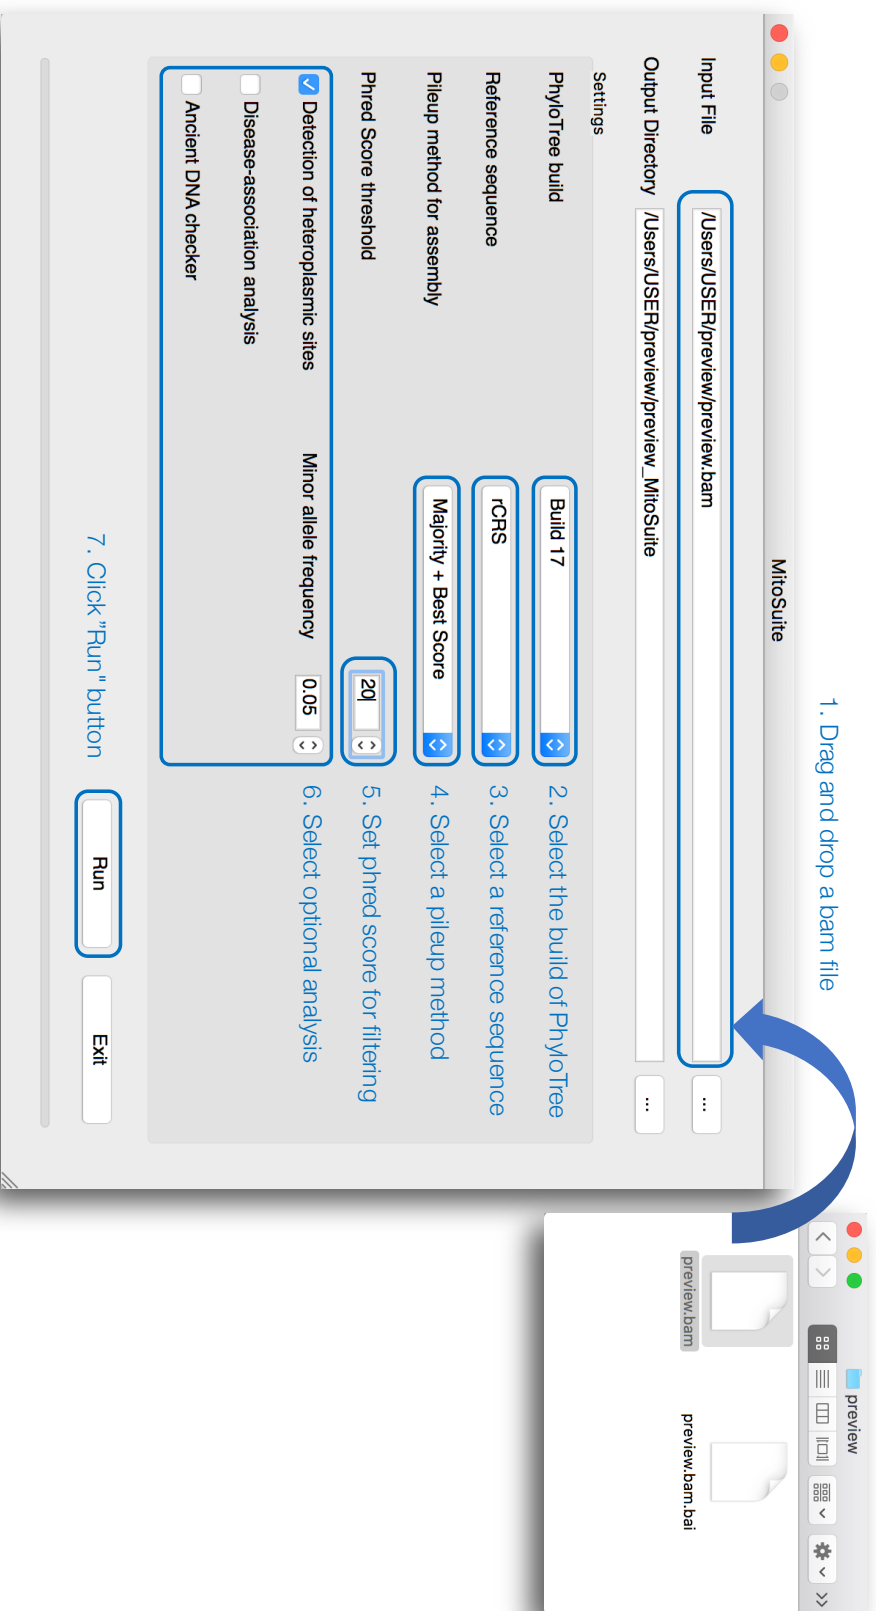 1. Drag and drop a bam file
MitoSuite
Input File
/Users/USER/preview/preview.bam
...
Output Directory
/Users/USER/preview/preview_MitoSuite
...
Settings
PhyloTree build
Build 17
2. Select the build of PhyloTree
Reference sequence
rCRS
3. Select a reference sequence
Pileup method for assembly
Majority + Best Score
4. Select a pileup method
Phred Score threshold
20
5. Set phred score for filtering
Detection of heteroplasmic sites
Minor allele frequency
0.05
6. Select optional analysis
Disease-association analysis
Ancient DNA checker
7. Click "Run" button
Run
Exit
preview
preview.bam
preview.bam.bai